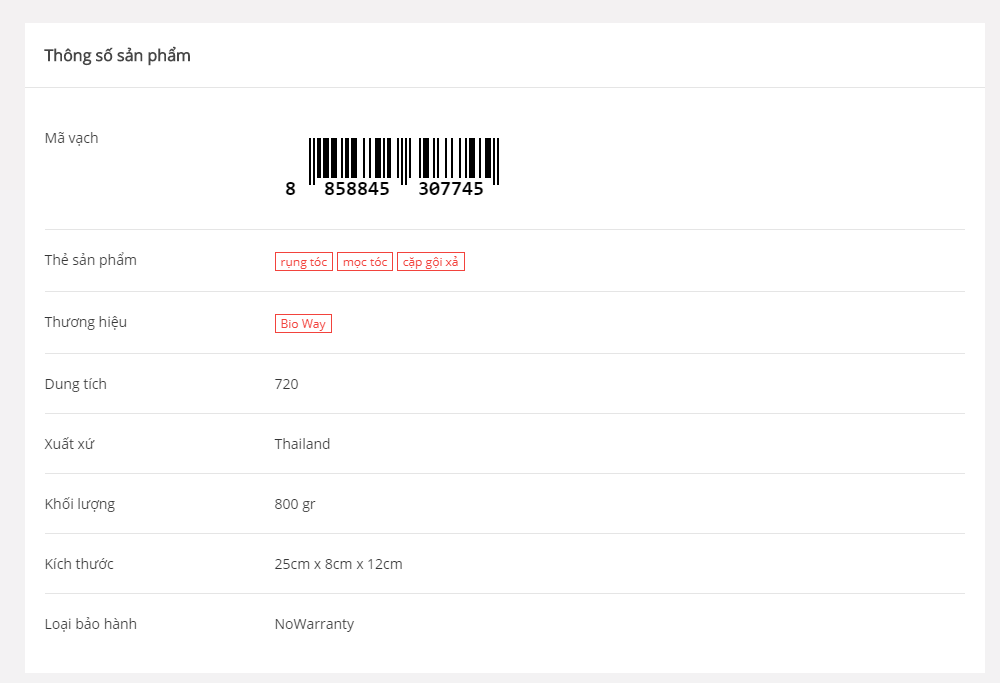 Thông số sản phẩm
Mã vạch
8 858845 307745
Thẻ sản phẩm rụng tóc mọc tóc cặp gội xả
Thương hiệu Bio Way
Dung tích 720
Xuất xứ Thailand
Khối lượng 800 gr
Kích thước 25cm x 8cm x 12cm
Loại bảo hành NoWarranty